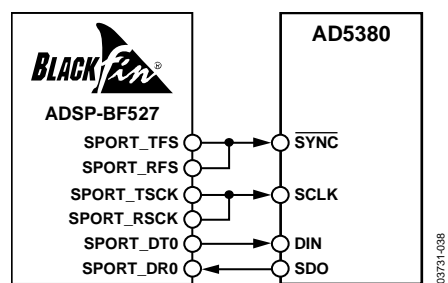 BLACKfin®
ADSP-BF527
AD5380
SPORT_TFS
SPORT_RFS
SPORT_TSCK
SPORT_RSCK
SPORT_DT0
SPORT_DR0
SYNC
SCLK
DIN
SDO
03731-038